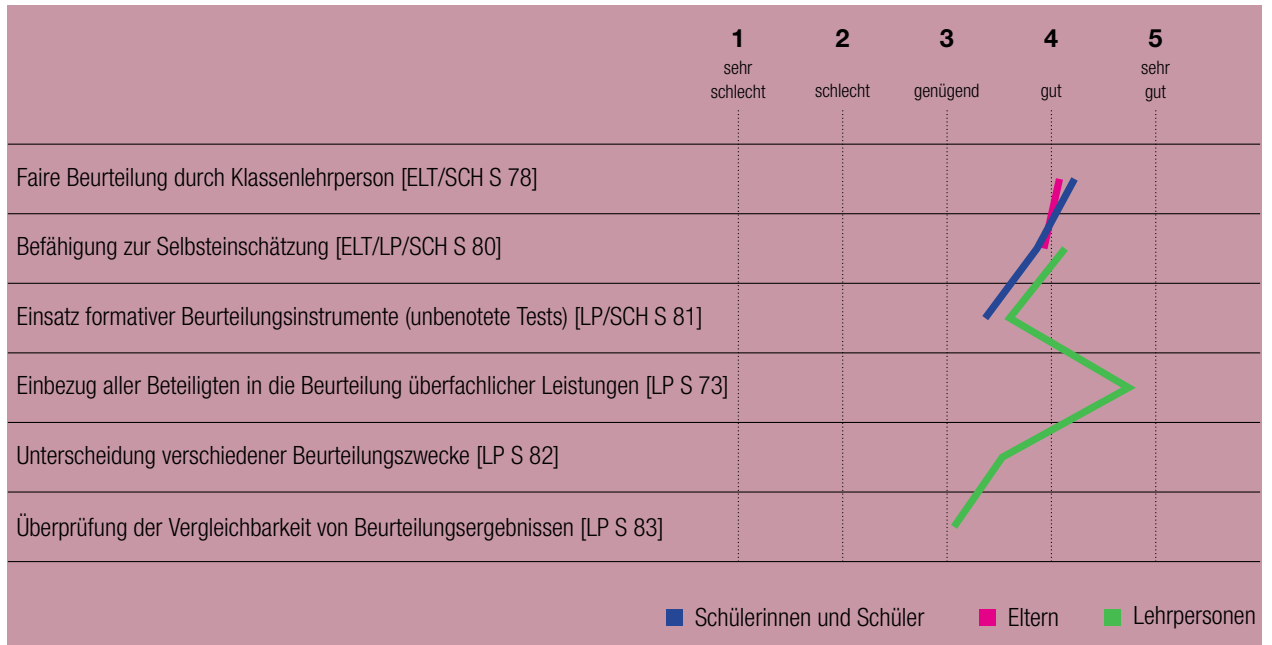 1 2 3 4 5
sehr schlecht schlecht genügend gut sehr gut
Faire Beurteilung durch Klassenlehrperson [ELT/SCH S 78]
Befähigung zur Selbsteinschätzung [ELT/LP/SCH S 80]
Einsatz formativer Beurteilungsinstrumente (unbenotete Tests) [LP/SCH S 81]
Einbezug aller Beteiligten in die Beurteilung überfachlicher Leistungen [LP S 73]
Unterscheidung verschiedener Beurteilungszwecke [LP S 82]
Überprüfung der Vergleichbarkeit von Beurteilungsergebnissen [LP S 83]
Schülerinnen und Schüler Eltern Lehrpersonen